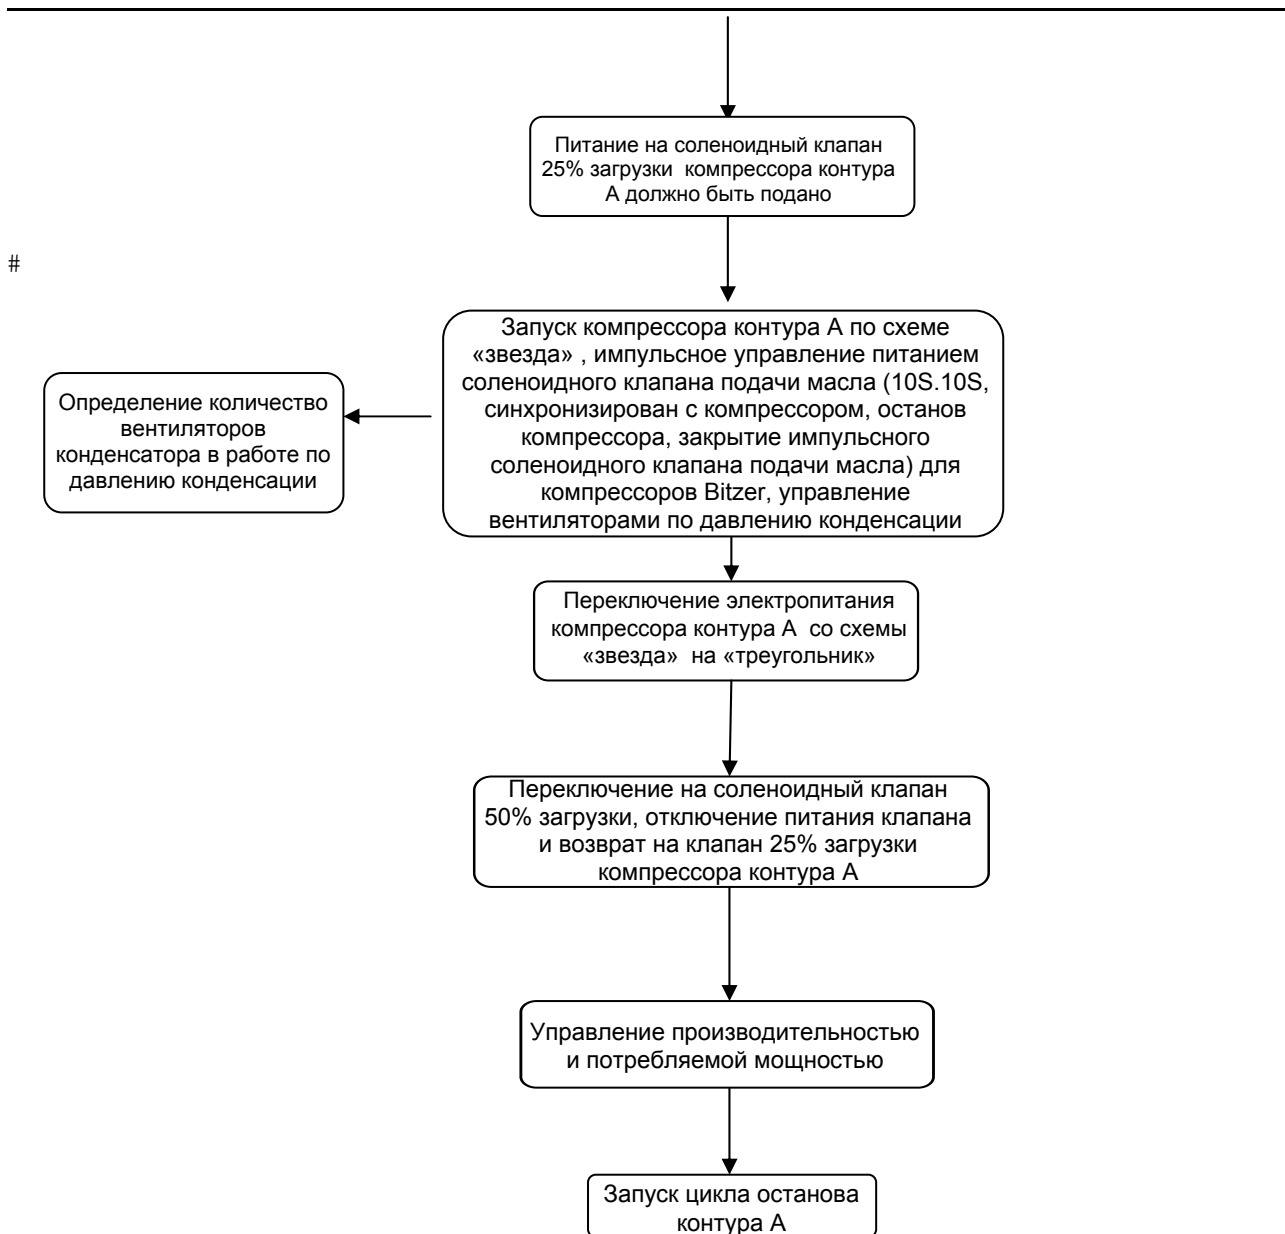 Питание на соленоидный клапан
25% загрузки компрессора контура
А должно быть подано
#
Запуск компрессора контура А по схеме
«звезда» , импульсное управление питанием
соленоидного клапана подачи масла (10S.10S,
синхронизирован с компрессором, останов
компрессора, закрытие импульсного
соленоидного клапана подачи масла) для
компрессоров Bitzer, управление
вентиляторами по давлению конденсации
Определение количество
вентиляторов
конденсатора в работе по
давлению конденсации
Переключение электропитания
компрессора контура А со схемы
«звезда» на «треугольник»
Переключение на соленоидный клапан
50% загрузки, отключение питания клапана
и возврат на клапан 25% загрузки
компрессора контура А
Управление производительностью
и потребляемой мощностью
Запуск цикла останова
контура А